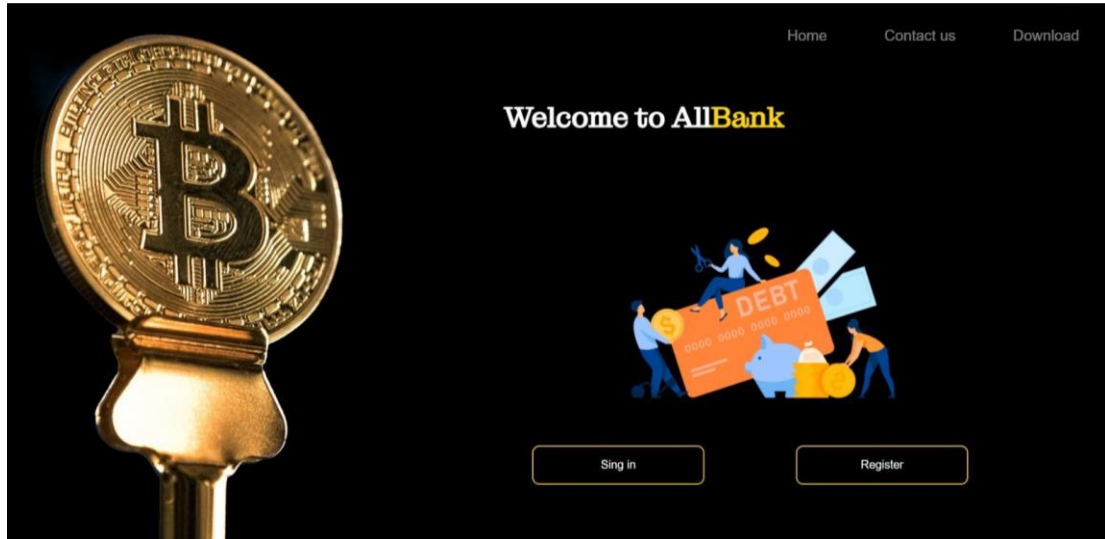 Home Contact us Download
Welcome to AllBank
DEBT
0000 0000 0000 0000
Sing in Register